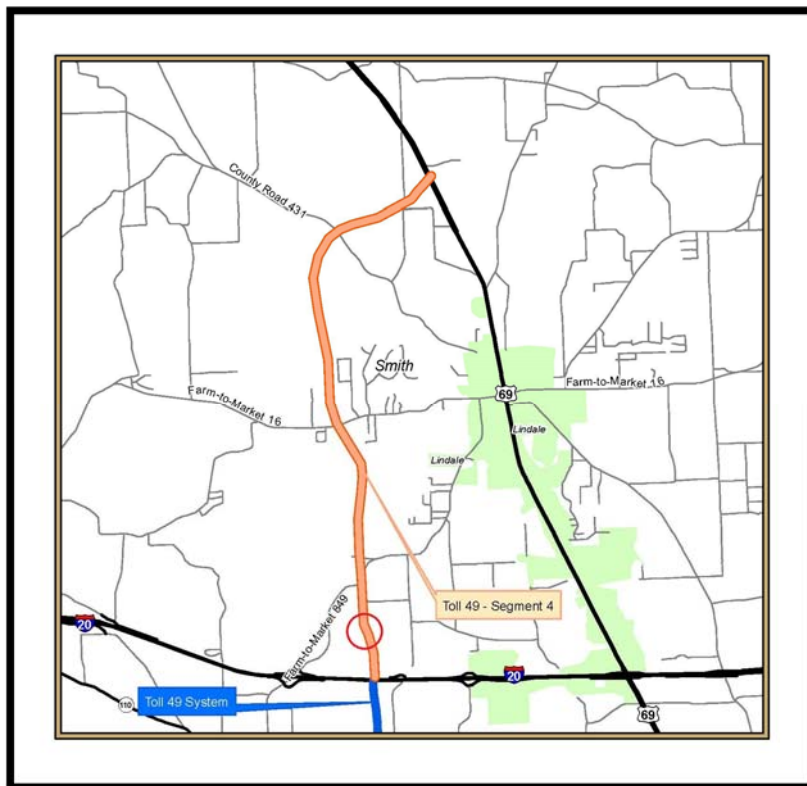 County Road 431
Smith
Farm-to-Market 16
69
Farm-to-Market 16
Lindale
Lindale
Toll 49 - Segment 4
Farm-to-Market 849
20
20
110
Toll 49 System
69